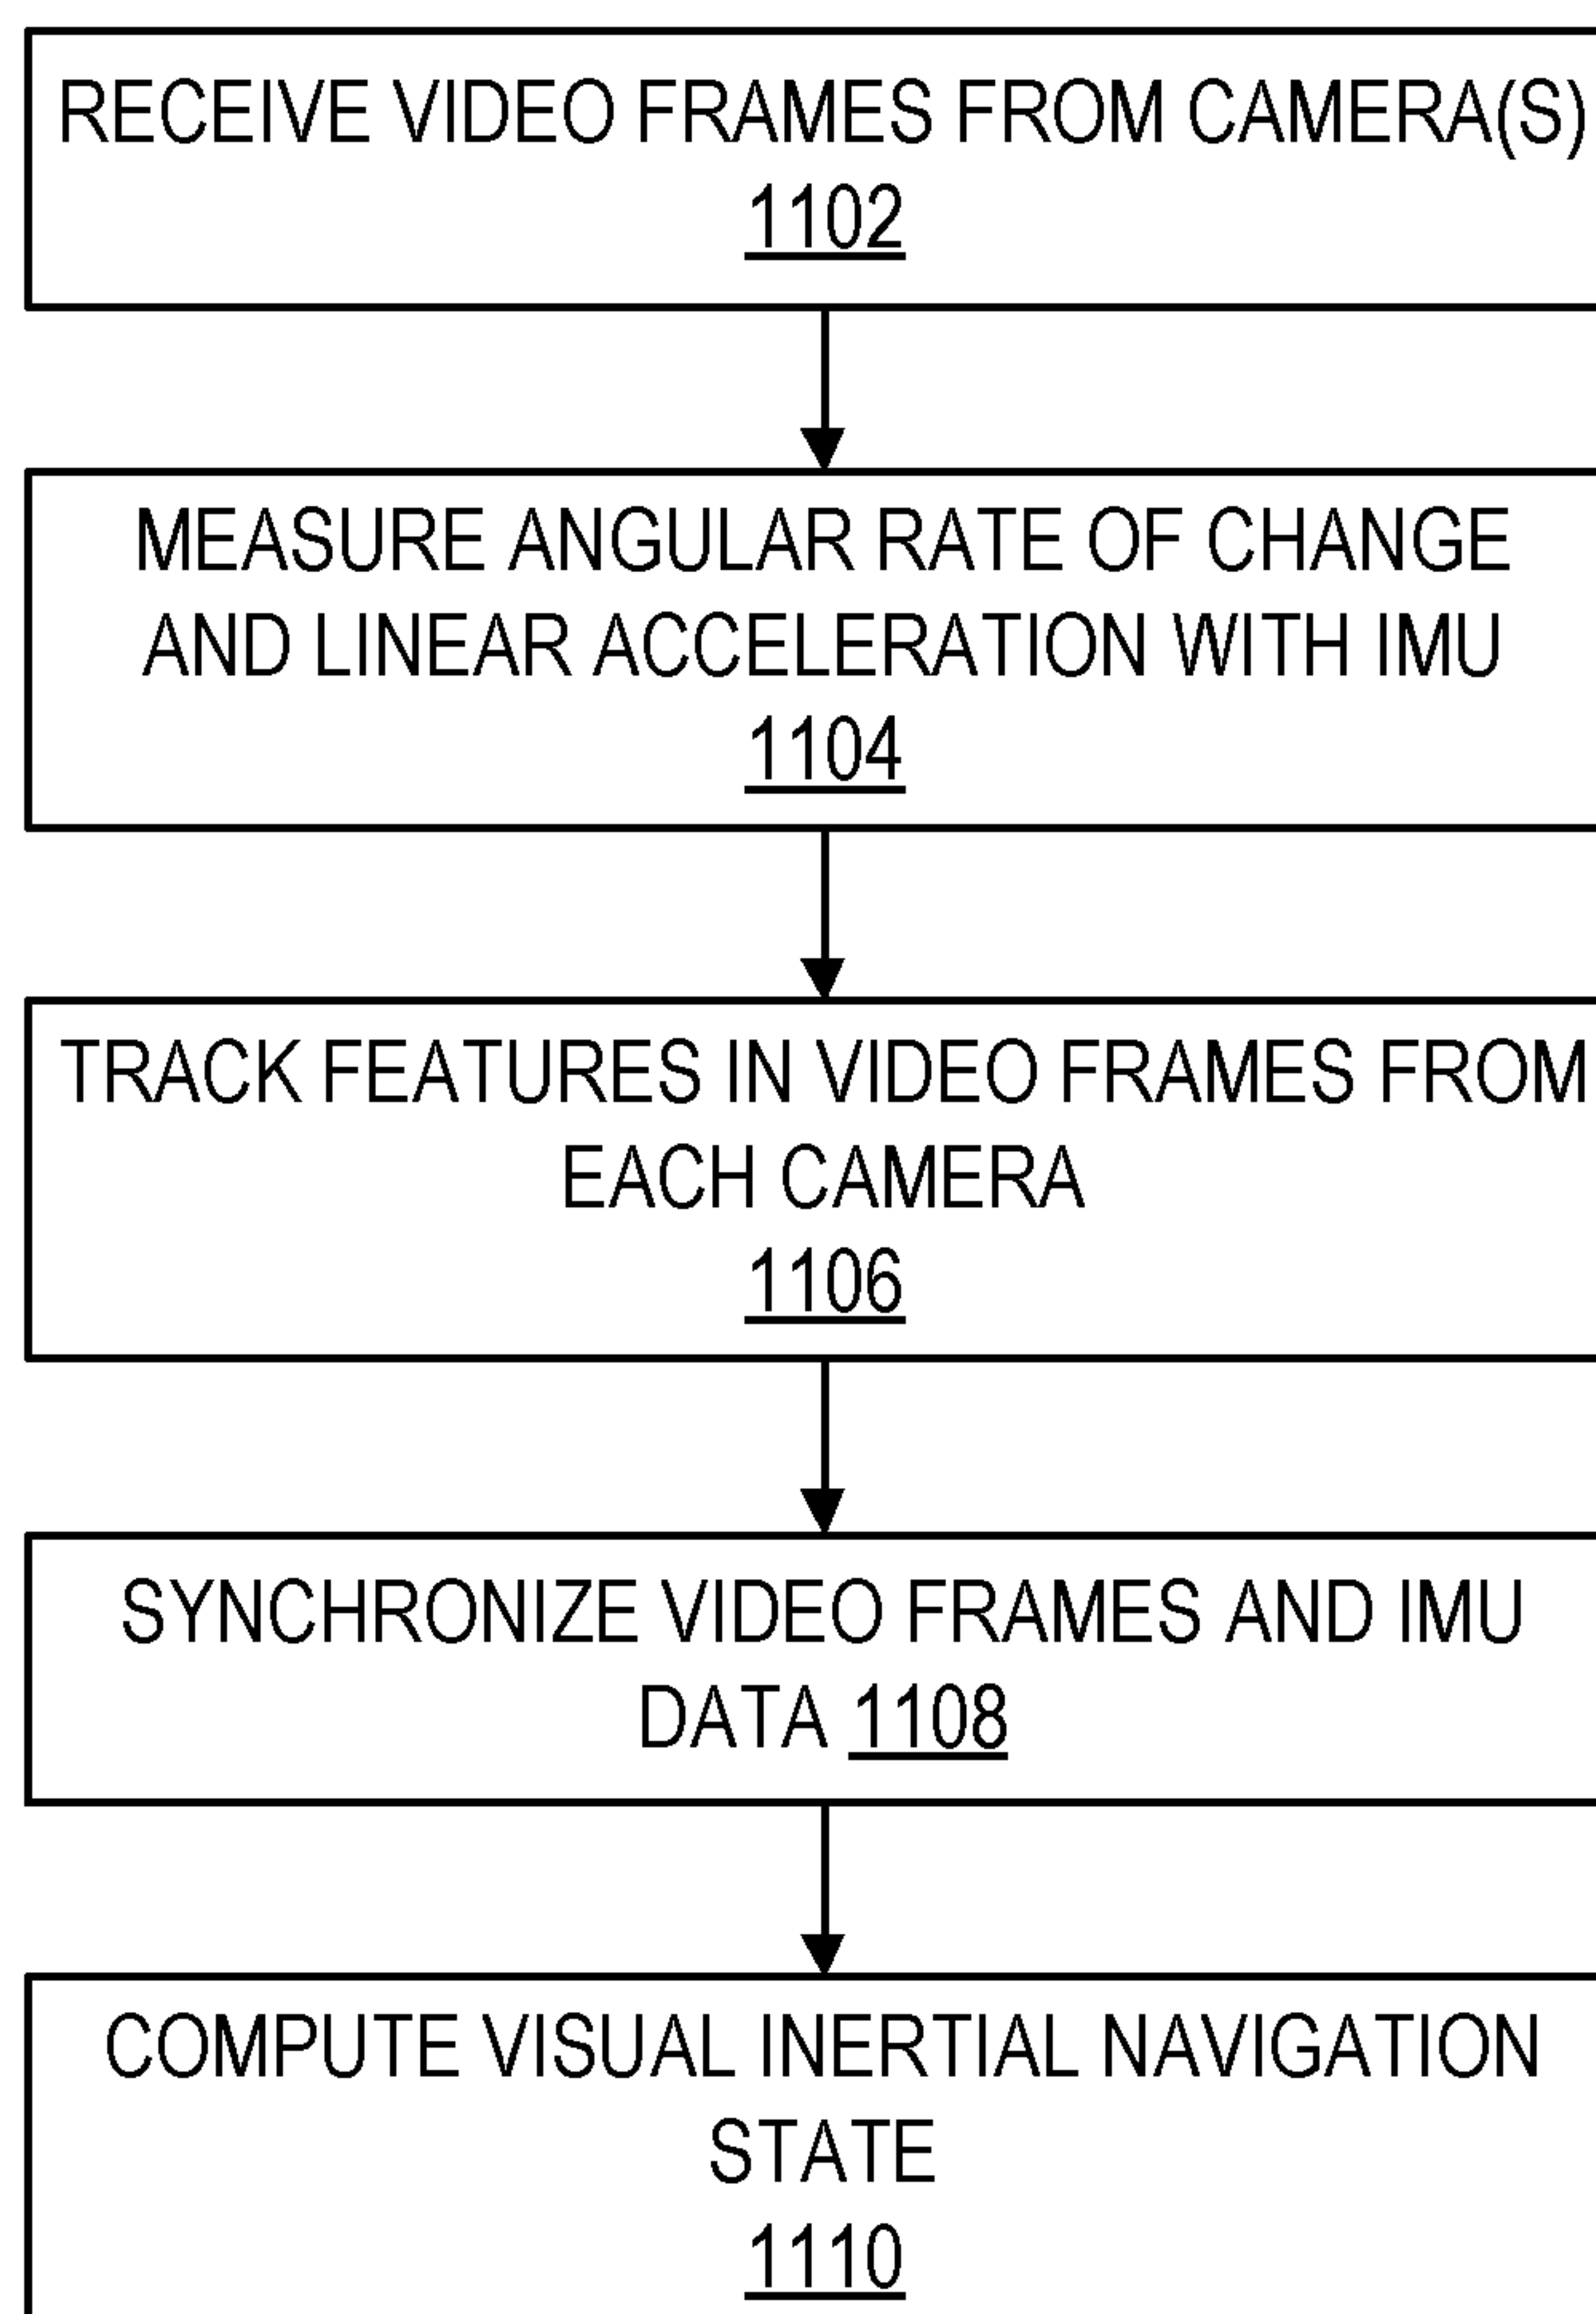 RECEIVE VIDEO FRAMES FROM CAMERA(S)
1102
MEASURE ANGULAR RATE OF CHANGE
AND LINEAR ACCELERATION WITH IMU
1104
TRACK FEATURES IN VIDEO FRAMES FROM
EACH CAMERA
1106
SYNCHRONIZE VIDEO FRAMES AND IMU
DATA 1108
COMPUTE VISUAL INERTIAL NAVIGATION
STATE
1110